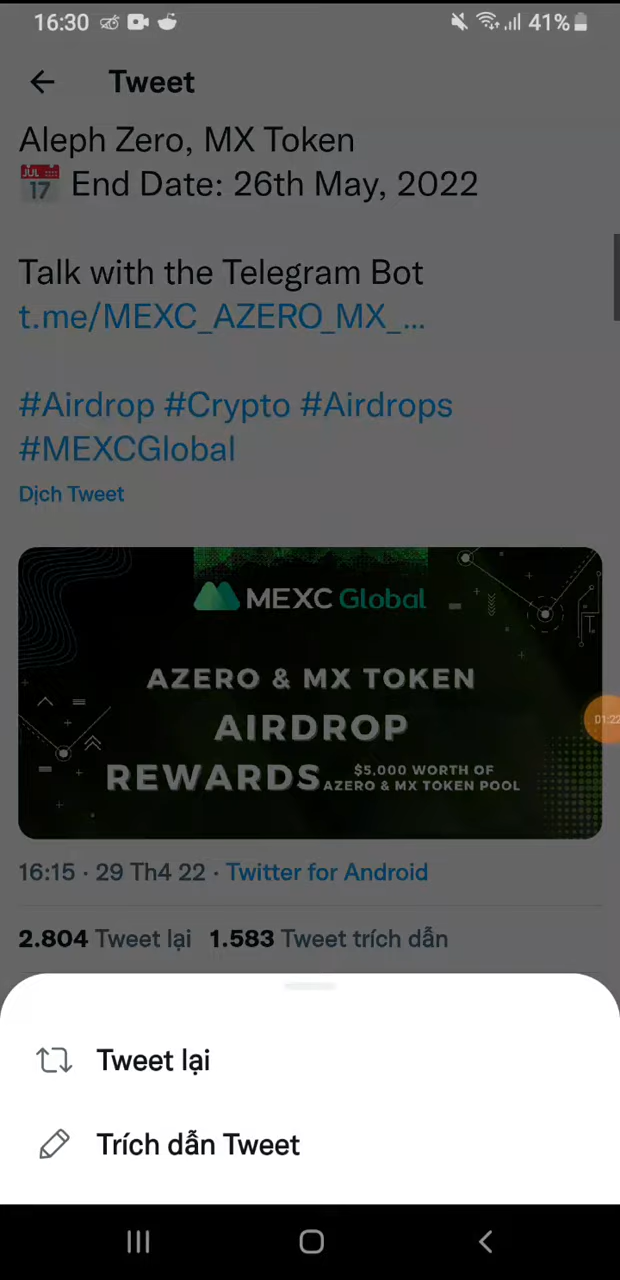 16:30 41%
Tweet
Aleph Zero, MX Token
JUL 17 End Date: 26th May, 2022
Talk with the Telegram Bot
t.me/MEXC_AZERO_MX_...
#Airdrop #Crypto #Airdrops
#MEXCGlobal
Dịch Tweet
MEXC Global
AZERO & MX TOKEN
AIRDROP
REWARDS $5,000 WORTH OF
AZERO & MX TOKEN POOL
01:22
16:15 · 29 Th4 22 · Twitter for Android
2.804 Tweet lại 1.583 Tweet trích dẫn
Tweet lại
Trích dẫn Tweet